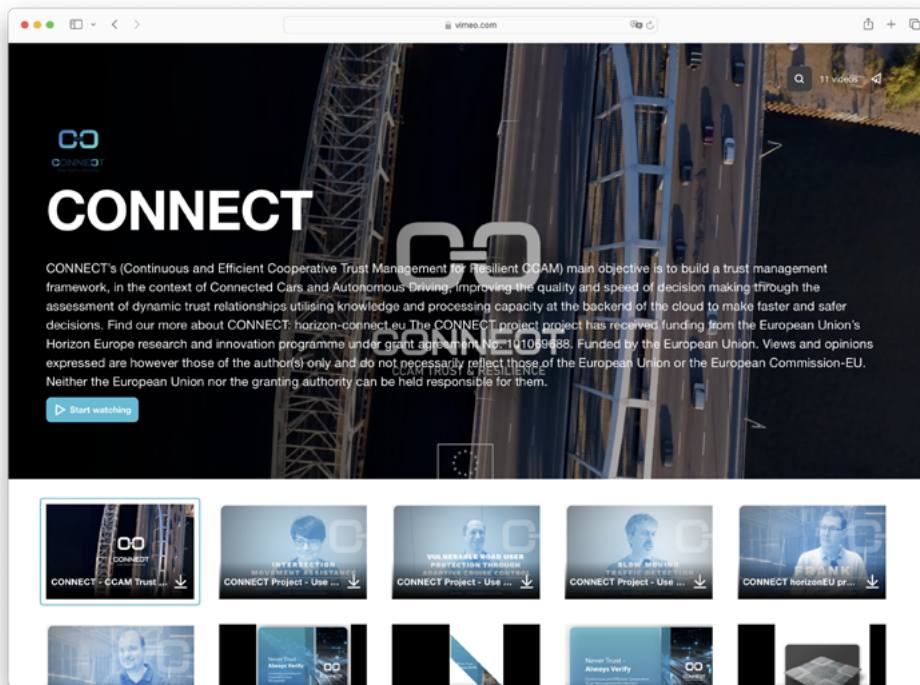 vimeo.com
11 videos
CONNECT
CONNECT
CONNECT's (Continuous and Efficient Cooperative Trust Management for Resilient CCAM) main objective is to build a trust management
framework, in the context of Connected Cars and Autonomous Driving, improving the quality and speed of decision making through the
assessment of dynamic trust relationships utilising knowledge and processing capacity at the backend of the cloud to make faster and safer
decisions. Find our more about CONNECT: horizon-connect.eu The CONNECT project project has received funding from the European Union's
Horizon Europe research and innovation programme under grant agreement No. 101069688. Funded by the European Union. Views and opinions
expressed are however those of the author(s) only and do not necessarily reflect those of the European Union or the European Commission-EU.
Neither the European Union nor the granting authority can be held responsible for them.
CONNECT
CCAM TRUST & RESILIENCE
Start watching
CONNECT
CONNECT - CCAM Trust ...
INTERSECTION
MOVEMENT ASSISTANCE
CONNECT Project - Use ...
VULNERABLE ROAD USER
PROTECTION THROUGH
ADAPTIVE CRUISE CONTROL
CONNECT Project - Use ...
SLOW MOVING
TRAFFIC DETECTION
CONNECT Project - Use ...
FRANK
CONNECT horizonEU pr...
Never Trust -
Always Verify
Never Trust -
Always Verify